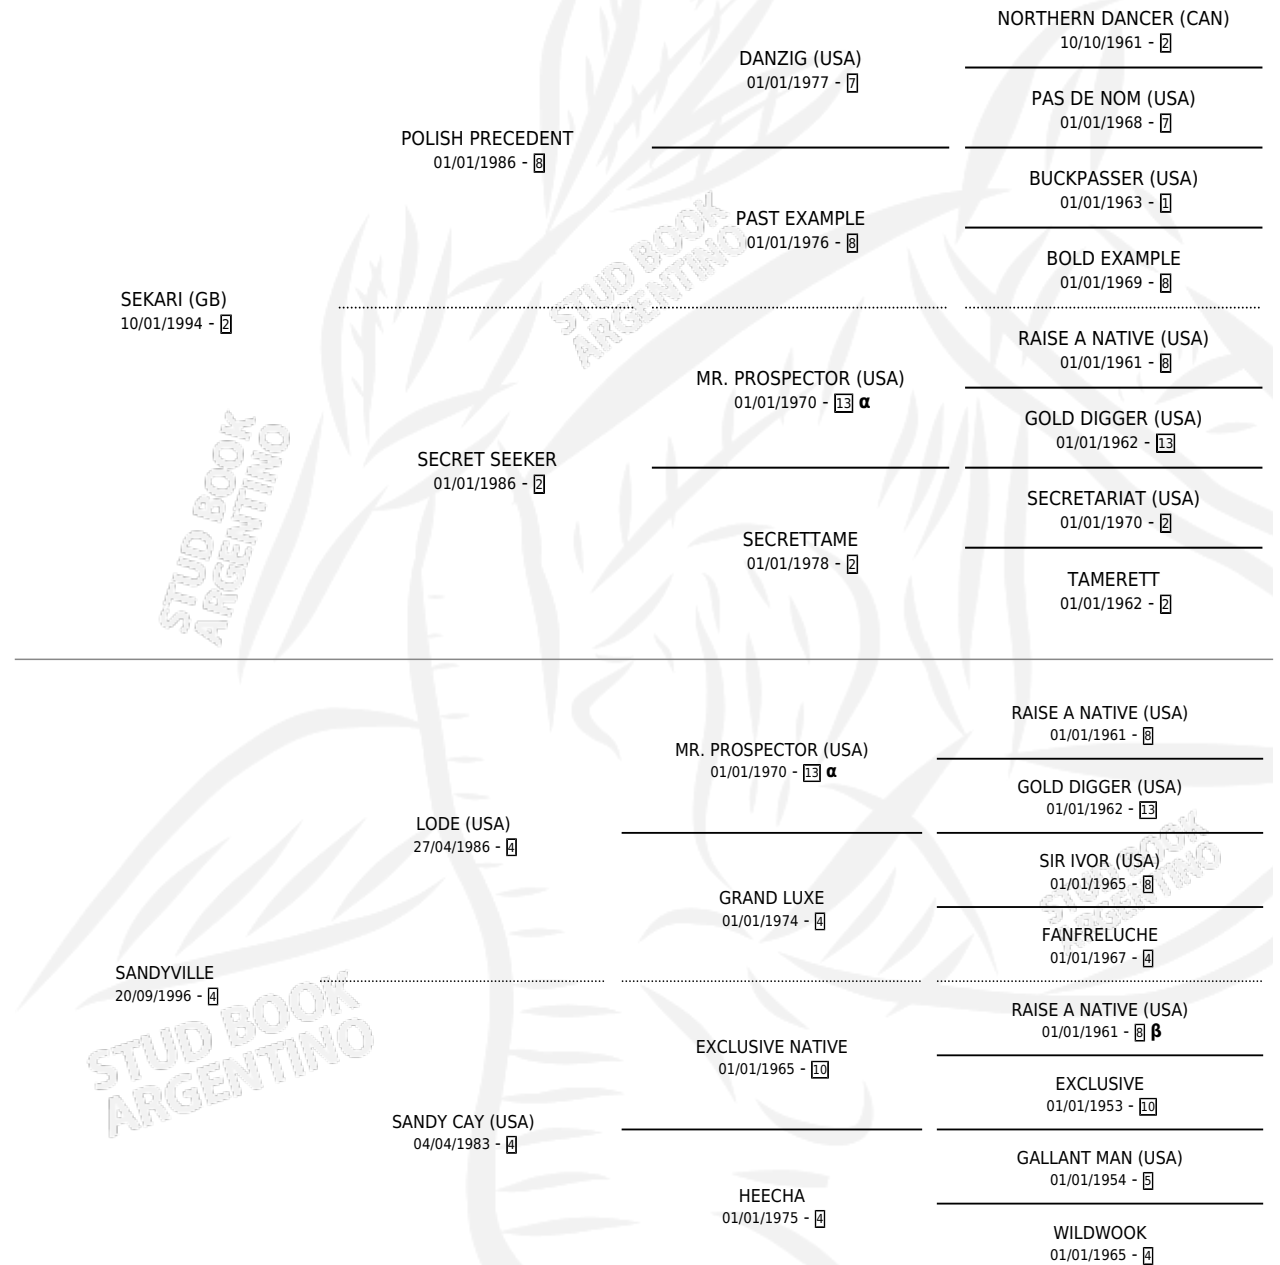 NORTHERN DANCER (CAN)
10/10/1961 - 2
DANZIG (USA)
01/01/1977 - 7
PAS DE NOM (USA)
01/01/1968 - 7
POLISH PRECEDENT
01/01/1986 - 8
BUCKPASSER (USA)
01/01/1963 - 1
PAST EXAMPLE
01/01/1976 - 8
BOLD EXAMPLE
01/01/1969 - 8
SEKARI (GB)
10/01/1994 - 2
RAISE A NATIVE (USA)
01/01/1961 - 8
MR. PROSPECTOR (USA)
01/01/1970 - 13 α
GOLD DIGGER (USA)
01/01/1962 - 13
SECRET SEEKER
01/01/1986 - 2
SECRETARIAT (USA)
01/01/1970 - 2
SECRETTAME
01/01/1978 - 2
TAMERETT
01/01/1962 - 2
RAISE A NATIVE (USA)
01/01/1961 - 8
MR. PROSPECTOR (USA)
01/01/1970 - 13 α
GOLD DIGGER (USA)
01/01/1962 - 13
LODE (USA)
27/04/1986 - 4
SIR IVOR (USA)
01/01/1965 - 8
GRAND LUXE
01/01/1974 - 4
FANFRELUCHE
01/01/1967 - 4
SANDYVILLE
20/09/1996 - 4
RAISE A NATIVE (USA)
01/01/1961 - 8 β
EXCLUSIVE NATIVE
01/01/1965 - 10
EXCLUSIVE
01/01/1953 - 10
SANDY CAY (USA)
04/04/1983 - 4
GALLANT MAN (USA)
01/01/1954 - 5
HEECHA
01/01/1975 - 4
WILDWOOK
01/01/1965 - 4
STUD BOOK
ARGENTINO
STUD BOOK
ARGENTINO
STUD BOOK
ARGENTINO
STUD BOOK
ARGENTINO